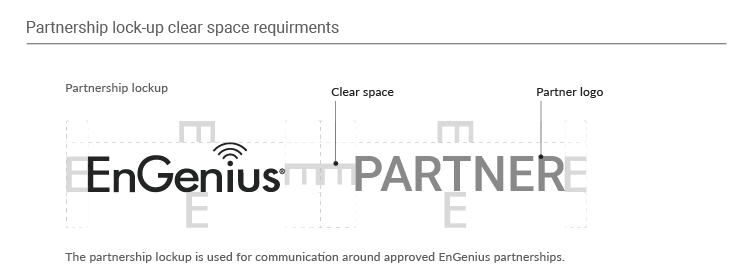 Partnership lock-up clear space requirments
Partnership lockup
Clear space
Partner logo
E
E
E
EnGenius®
E
E
PARTNER
E
E
E
The partnership lockup is used for communication around approved EnGenius partnerships.